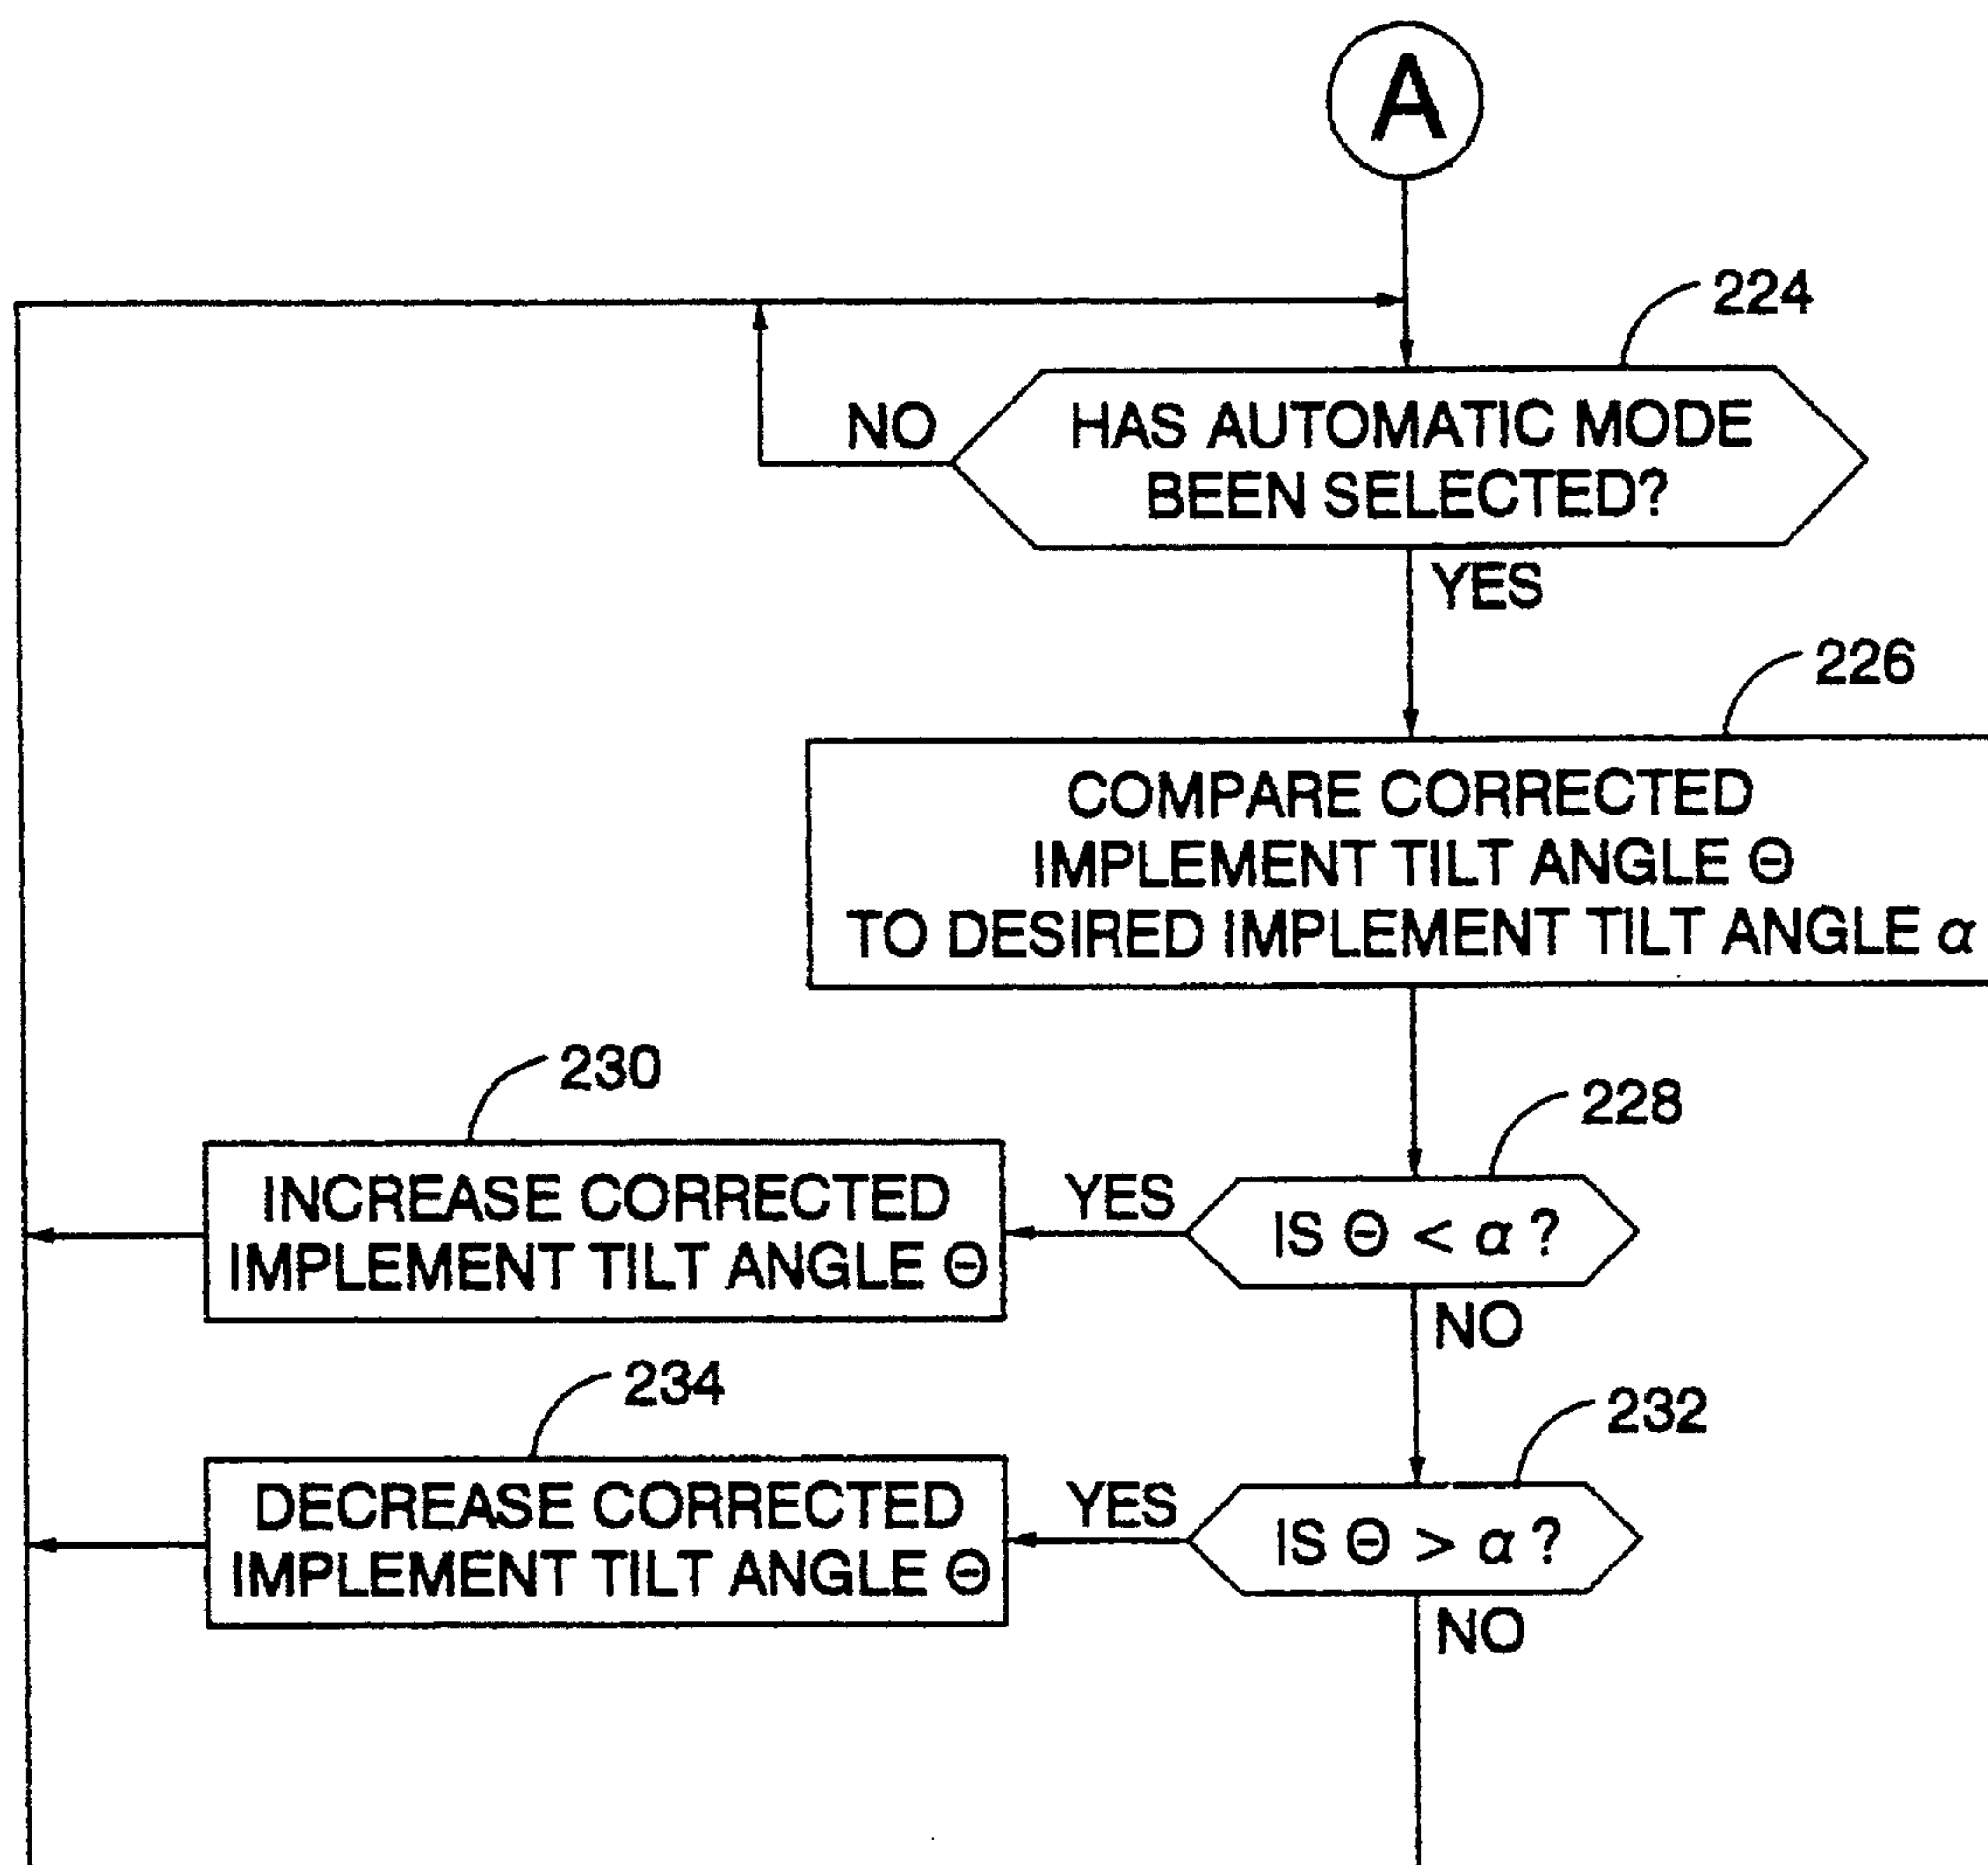 A
224
HAS AUTOMATIC MODE
BEEN SELECTED?
NO
YES
226
COMPARE CORRECTED
IMPLEMENT TILT ANGLE Θ
TO DESIRED IMPLEMENT TILT ANGLE α
228
IS Θ < α ?
YES
230
INCREASE CORRECTED
IMPLEMENT TILT ANGLE Θ
NO
232
IS Θ > α ?
YES
234
DECREASE CORRECTED
IMPLEMENT TILT ANGLE Θ
NO